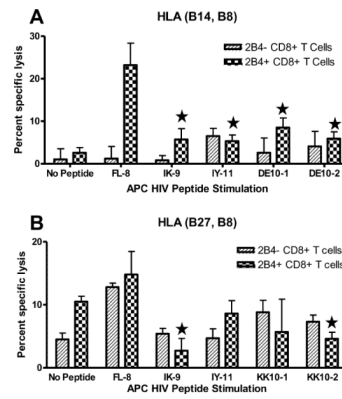 A
HLA (B14, B8)
2B4- CD8+ T Cells
2B4+ CD8+ T Cells
Percent specific lysis
30
20
10
0
No Peptide FL-8 IK-9 IY-11 DE10-1 DE10-2
APC HIV Peptide Stimulation
B
HLA (B27, B8)
2B4- CD8+ T cells
2B4+ CD8+ T Cells
Percent specific lysis
20
10
0
No Peptide FL-8 IK-9 IY-11 KK10-1 KK10-2
APC HIV Peptide Stimulation